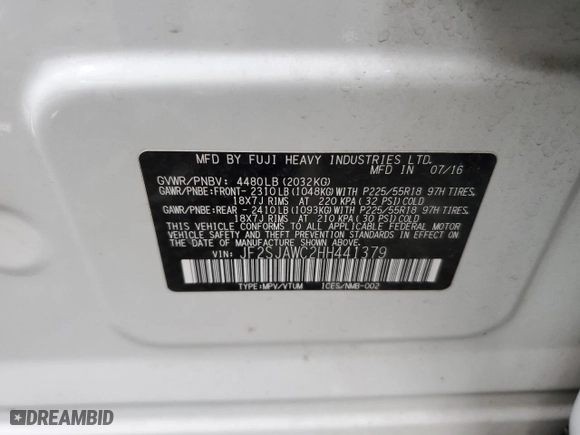 MFD BY FUJI HEAVY INDUSTRIES LTD.
MFD IN 07/16
GVWR/PNBV: 4480LB (2032KG)
GAWR/PNBE:FRONT- 2310LB (1048KG) WITH P225/55R18 97H TIRES,
18X7J RIMS AT 220 KPA (32 PSI) COLD
GAWR/PNBE:REAR -2410LB (1093KG) WITH P225/55R18 97H TIRES,
18X7J RIMS AT 210 KPA (30 PSI) COLD
THIS VEHICLE CONFORMS TO ALL APPLICABLE FEDERAL MOTOR
VEHICLE SAFETY AND THEFT PREVENTION STANDARDS IN
EFFECT ON THE DATE OF MANUFACTURE SHOWN ABOVE.
VIN: JF2SJAWC2HH441379
TYPE:MPV/VTUM ICES/NMB-002
DREAMBID